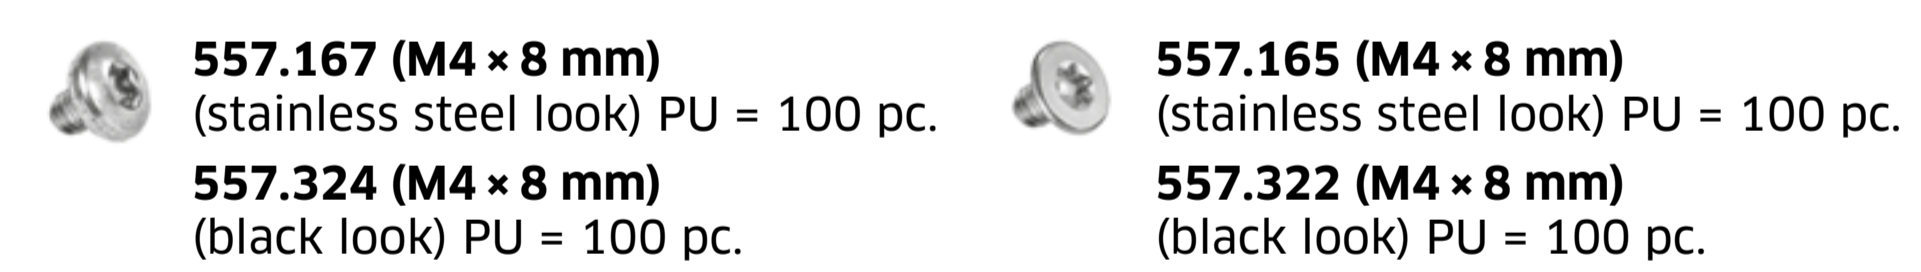 557.167 (M4 × 8 mm)
(stainless steel look) PU = 100 pc.
557.324 (M4 × 8 mm)
(black look) PU = 100 pc.
557.165 (M4 × 8 mm)
(stainless steel look) PU = 100 pc.
557.322 (M4 × 8 mm)
(black look) PU = 100 pc.